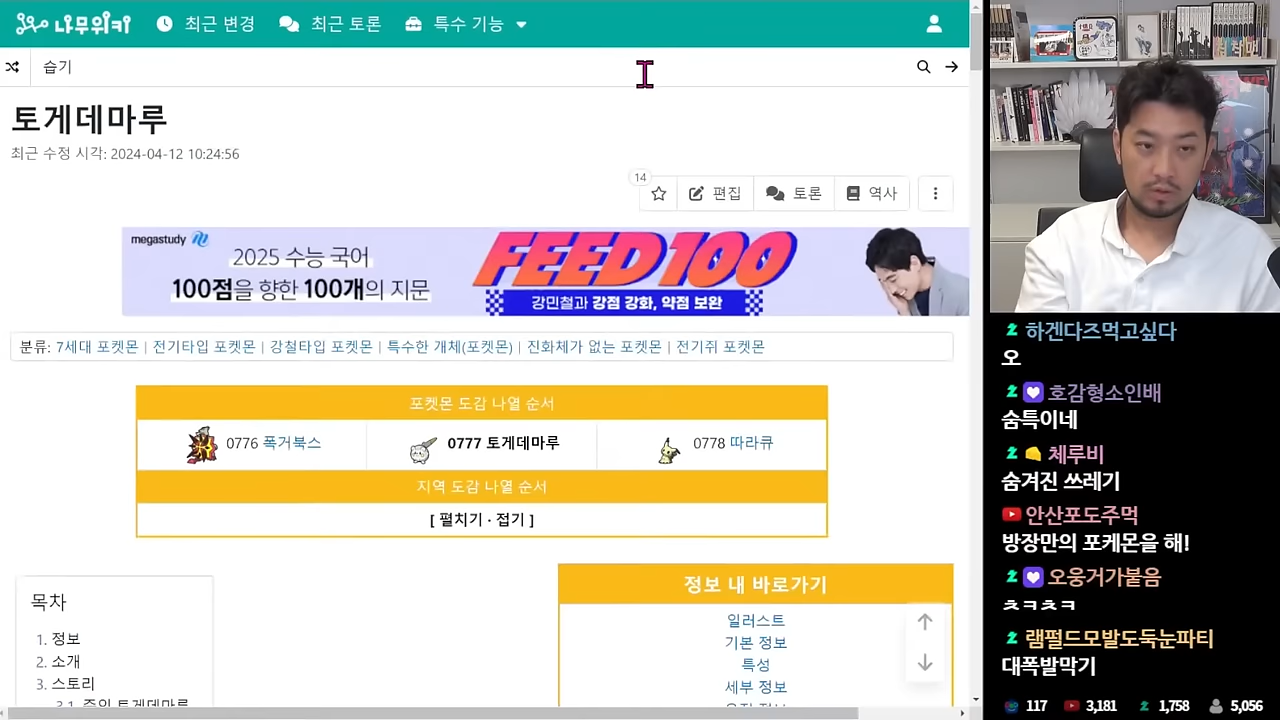 나무위키 최근 변경 최근 토론 특수 기능
습기
토게데마루
최근 수정 시각: 2024-04-12 10:24:56
14
편집 토론 역사
megastudy
2025 수능 국어
100점을 향한 100개의 지문
FEED100
강민철과 강점 강화, 약점 보완
분류: 7세대 포켓몬 | 전기타입 포켓몬 | 강철타입 포켓몬 | 특수한 개체(포켓몬) | 진화체가 없는 포켓몬 | 전기쥐 포켓몬
포켓몬 도감 나열 순서
0776 폭거북스 0777 토게데마루 0778 따라큐
지역 도감 나열 순서
[ 펼치기 · 접기 ]
목차
1. 정보
2. 소개
3. 스토리
정보 내 바로가기
일러스트
기본 정보
특성
세부 정보
하겐다즈먹고싶다
오
호감형소인배
숨특이네
체루비
숨겨진 쓰레기
안산포도주먹
방장만의 포케몬을 해!
오웅거가붙음
ㅊㅋㅊㅋ
램펄드모발도둑눈파티
대폭발막기
117 3,181 1,758 5,056